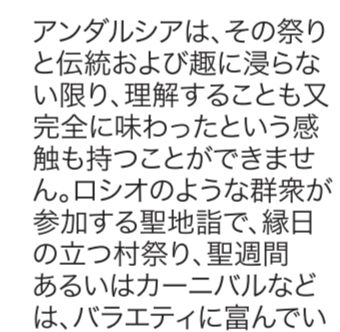 アンダルシアは、その祭り
と伝統および趣に浸らな
い限り、理解することも又
完全に味わったという感
触も持つことができませ
ん。ロシオのような群衆が
参加する聖地詣で、縁日
の立つ村祭り、聖週間
あるいはカーニバルなど
は、バラエティに富んでい